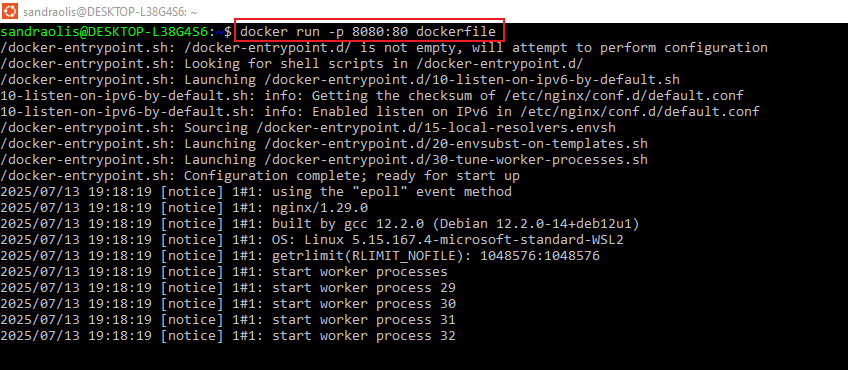 sandraolis@DESKTOP-L38G4S6: ~
sandraolis@DESKTOP-L38G4S6:~$ docker run -p 8080:80 dockerfile
/docker-entrypoint.sh: /docker-entrypoint.d/ is not empty, will attempt to perform configuration
/docker-entrypoint.sh: Looking for shell scripts in /docker-entrypoint.d/
/docker-entrypoint.sh: Launching /docker-entrypoint.d/10-listen-on-ipv6-by-default.sh
10-listen-on-ipv6-by-default.sh: info: Getting the checksum of /etc/nginx/conf.d/default.conf
10-listen-on-ipv6-by-default.sh: info: Enabled listen on IPv6 in /etc/nginx/conf.d/default.conf
/docker-entrypoint.sh: Sourcing /docker-entrypoint.d/15-local-resolvers.envsh
/docker-entrypoint.sh: Launching /docker-entrypoint.d/20-envsubst-on-templates.sh
/docker-entrypoint.sh: Launching /docker-entrypoint.d/30-tune-worker-processes.sh
/docker-entrypoint.sh: Configuration complete; ready for start up
2025/07/13 19:18:19 [notice] 1#1: using the "epoll" event method
2025/07/13 19:18:19 [notice] 1#1: nginx/1.29.0
2025/07/13 19:18:19 [notice] 1#1: built by gcc 12.2.0 (Debian 12.2.0-14+deb12u1)
2025/07/13 19:18:19 [notice] 1#1: OS: Linux 5.15.167.4-microsoft-standard-WSL2
2025/07/13 19:18:19 [notice] 1#1: getrlimit(RLIMIT_NOFILE): 1048576:1048576
2025/07/13 19:18:19 [notice] 1#1: start worker processes
2025/07/13 19:18:19 [notice] 1#1: start worker process 29
2025/07/13 19:18:19 [notice] 1#1: start worker process 30
2025/07/13 19:18:19 [notice] 1#1: start worker process 31
2025/07/13 19:18:19 [notice] 1#1: start worker process 32